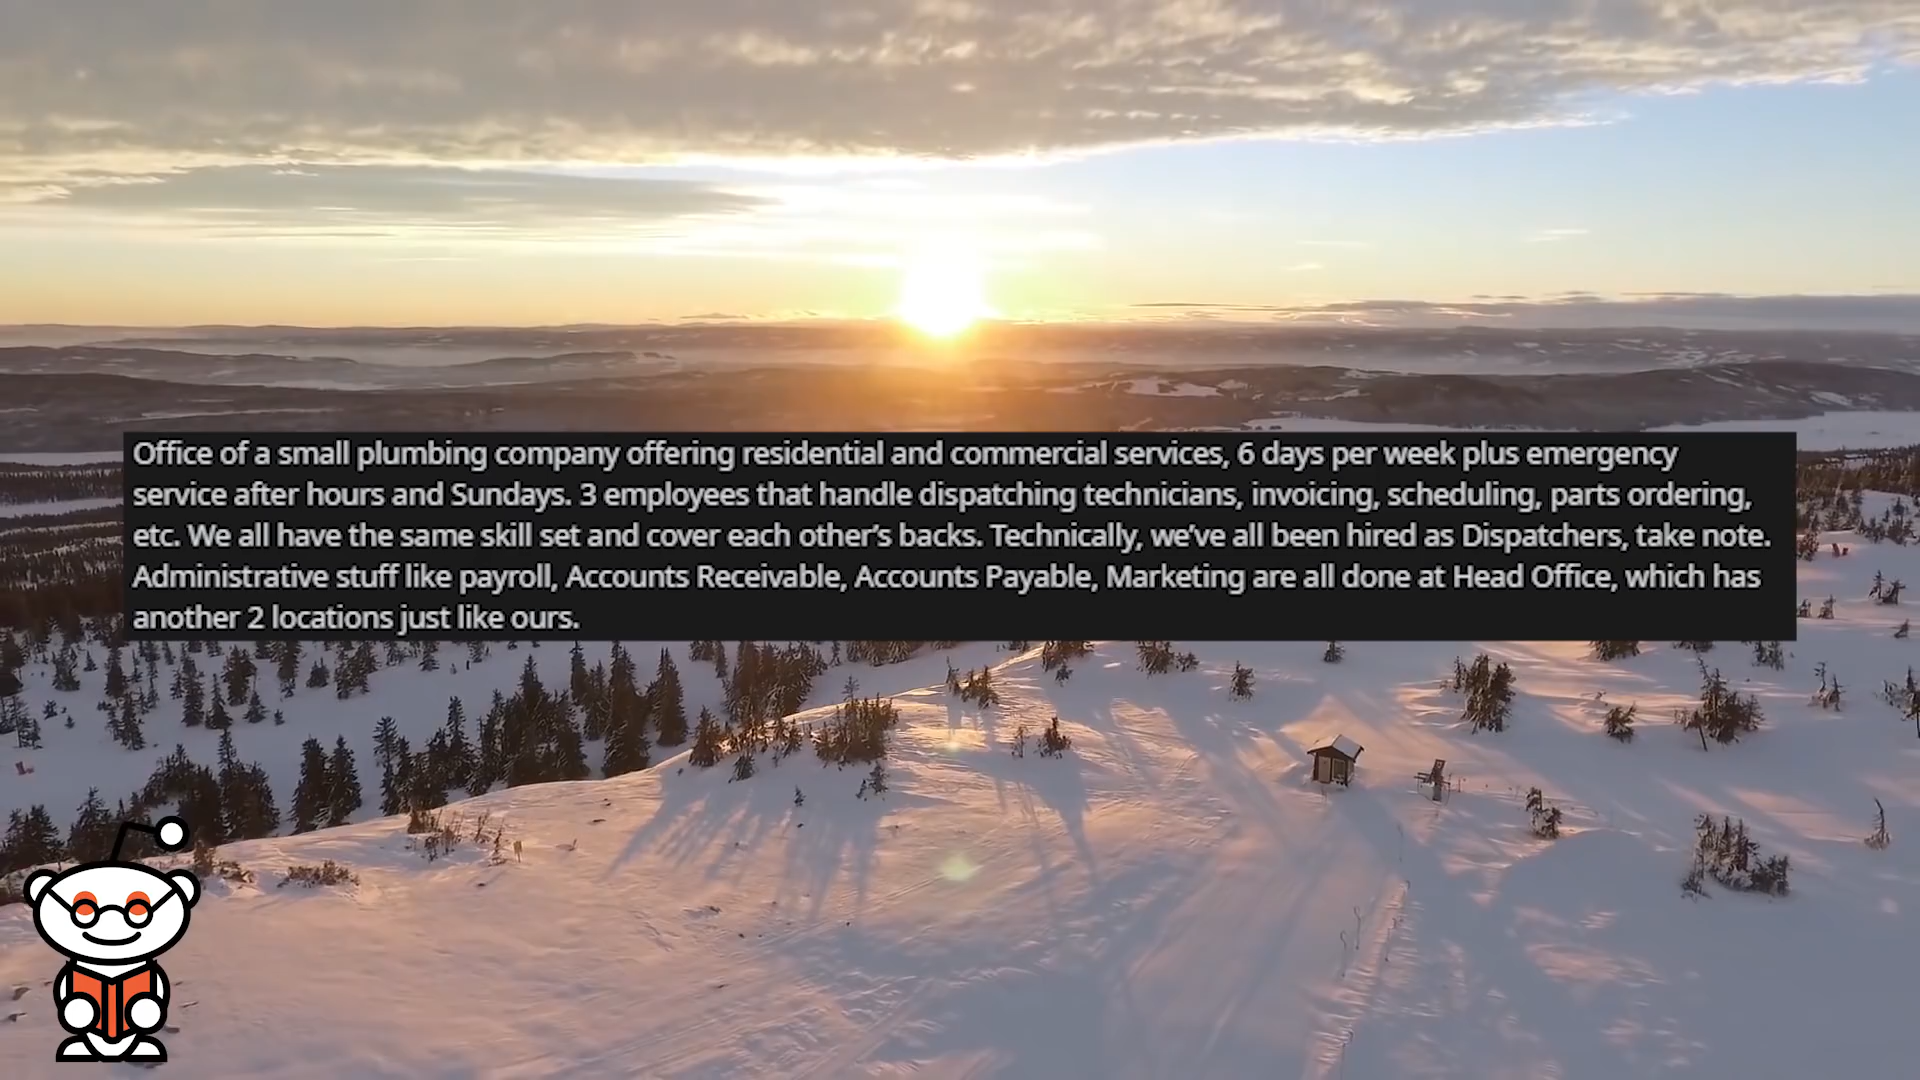 Office of a small plumbing company offering residential and commercial services, 6 days per week plus emergency
service after hours and Sundays. 3 employees that handle dispatching technicians, invoicing, scheduling, parts ordering,
etc. We all have the same skill set and cover each other’s backs. Technically, we’ve all been hired as Dispatchers, take note.
Administrative stuff like payroll, Accounts Receivable, Accounts Payable, Marketing are all done at Head Office, which has
another 2 locations just like ours.